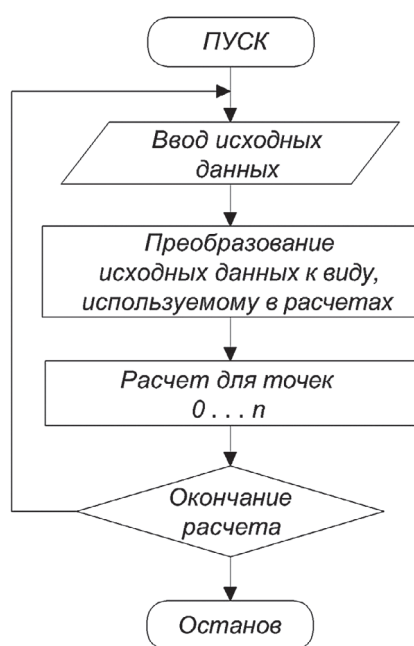 ПУСК
Ввод исходных
данных
Преобразование
исходных данных к виду,
используемому в расчетах
Расчет для точек
0 . . . n
Окончание
расчета
Останов